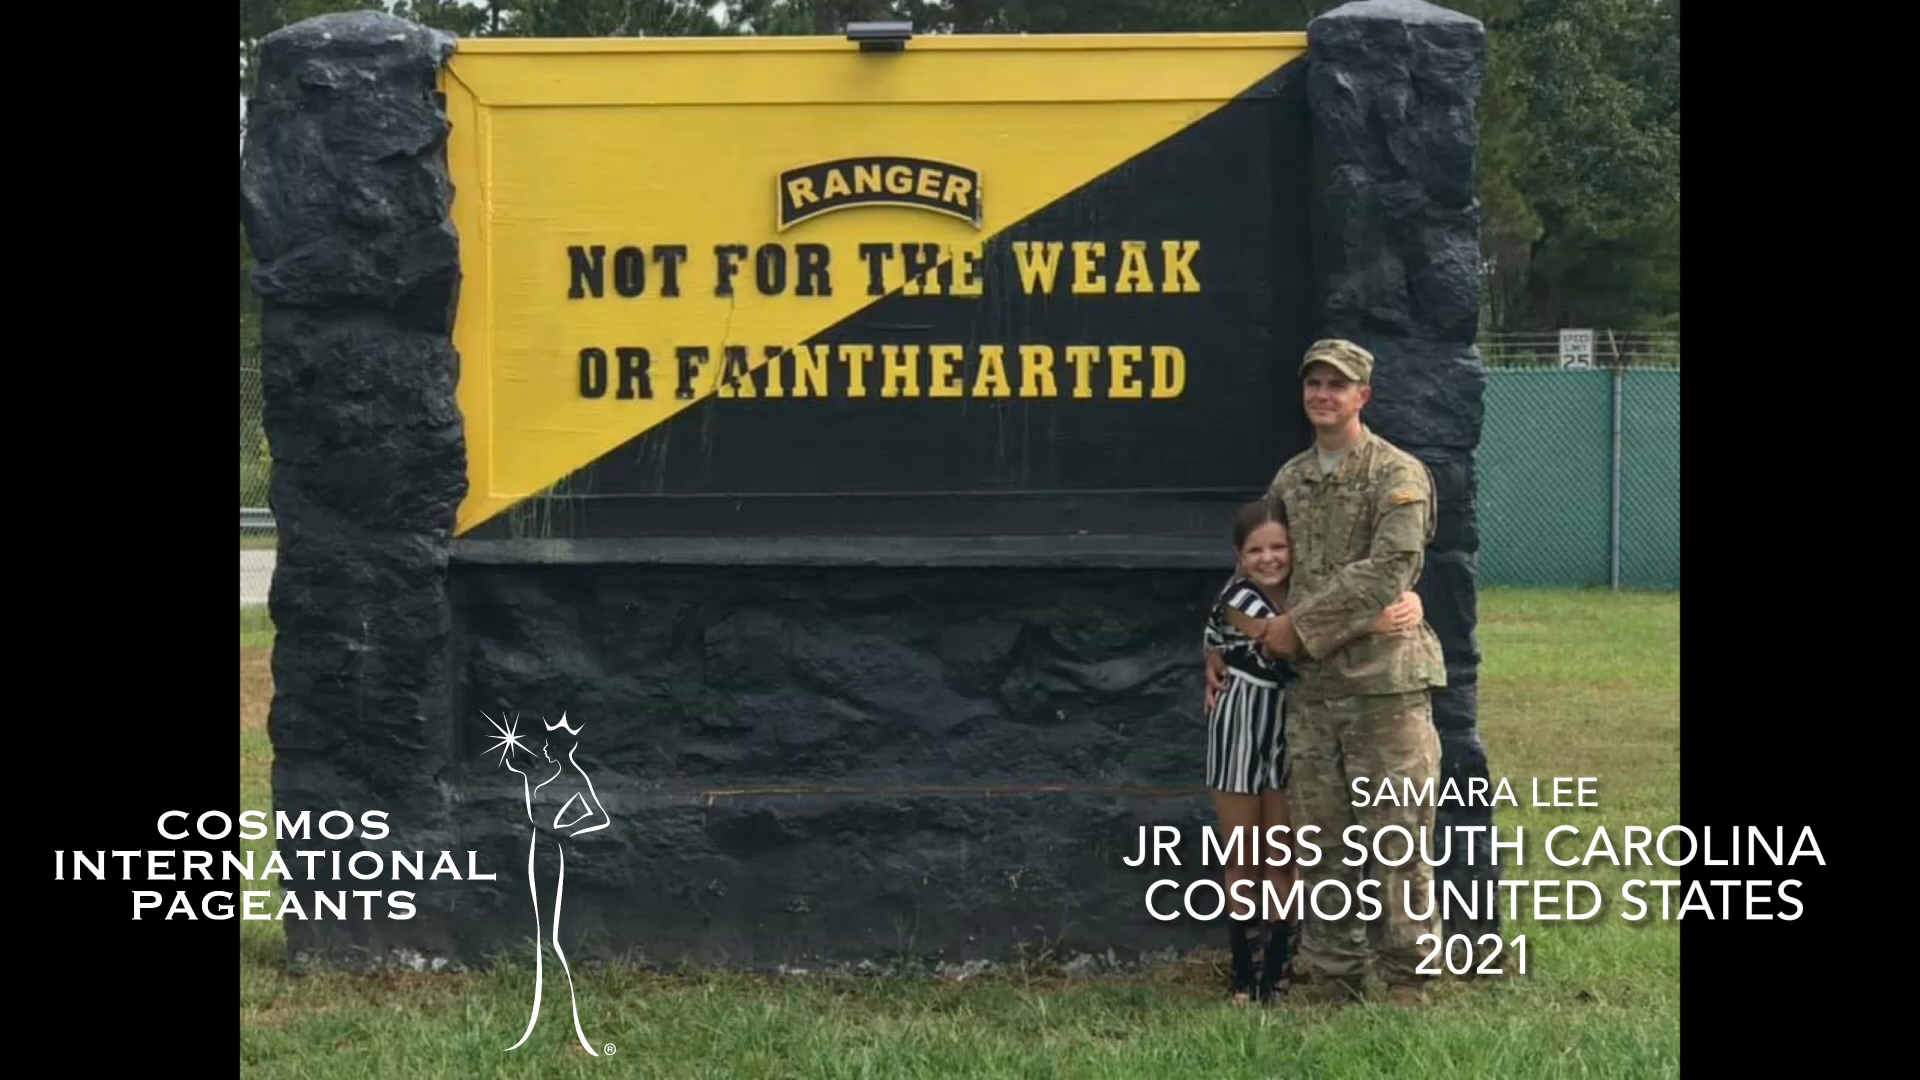 RANGER
NOT FOR THE WEAK
OR FAINTHEARTED
SPEED
LIMIT
25
SAMARA LEE
JR MISS SOUTH CAROLINA
COSMOS UNITED STATES
2021
COSMOS
INTERNATIONAL
PAGEANTS
®